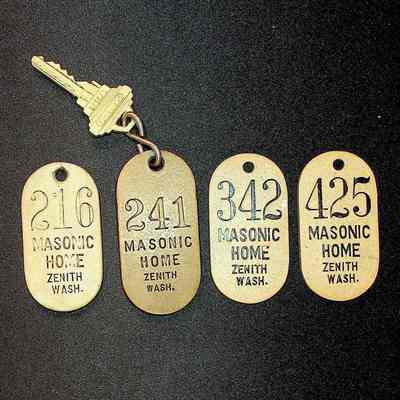 216
MASONIC
HOME
ZENITH
WASH.
241
MASONIC
HOME
ZENITH
WASH.
342
MASONIC
HOME
ZENITH
WASH.
425
MASONIC
HOME
ZENITH
WASH.